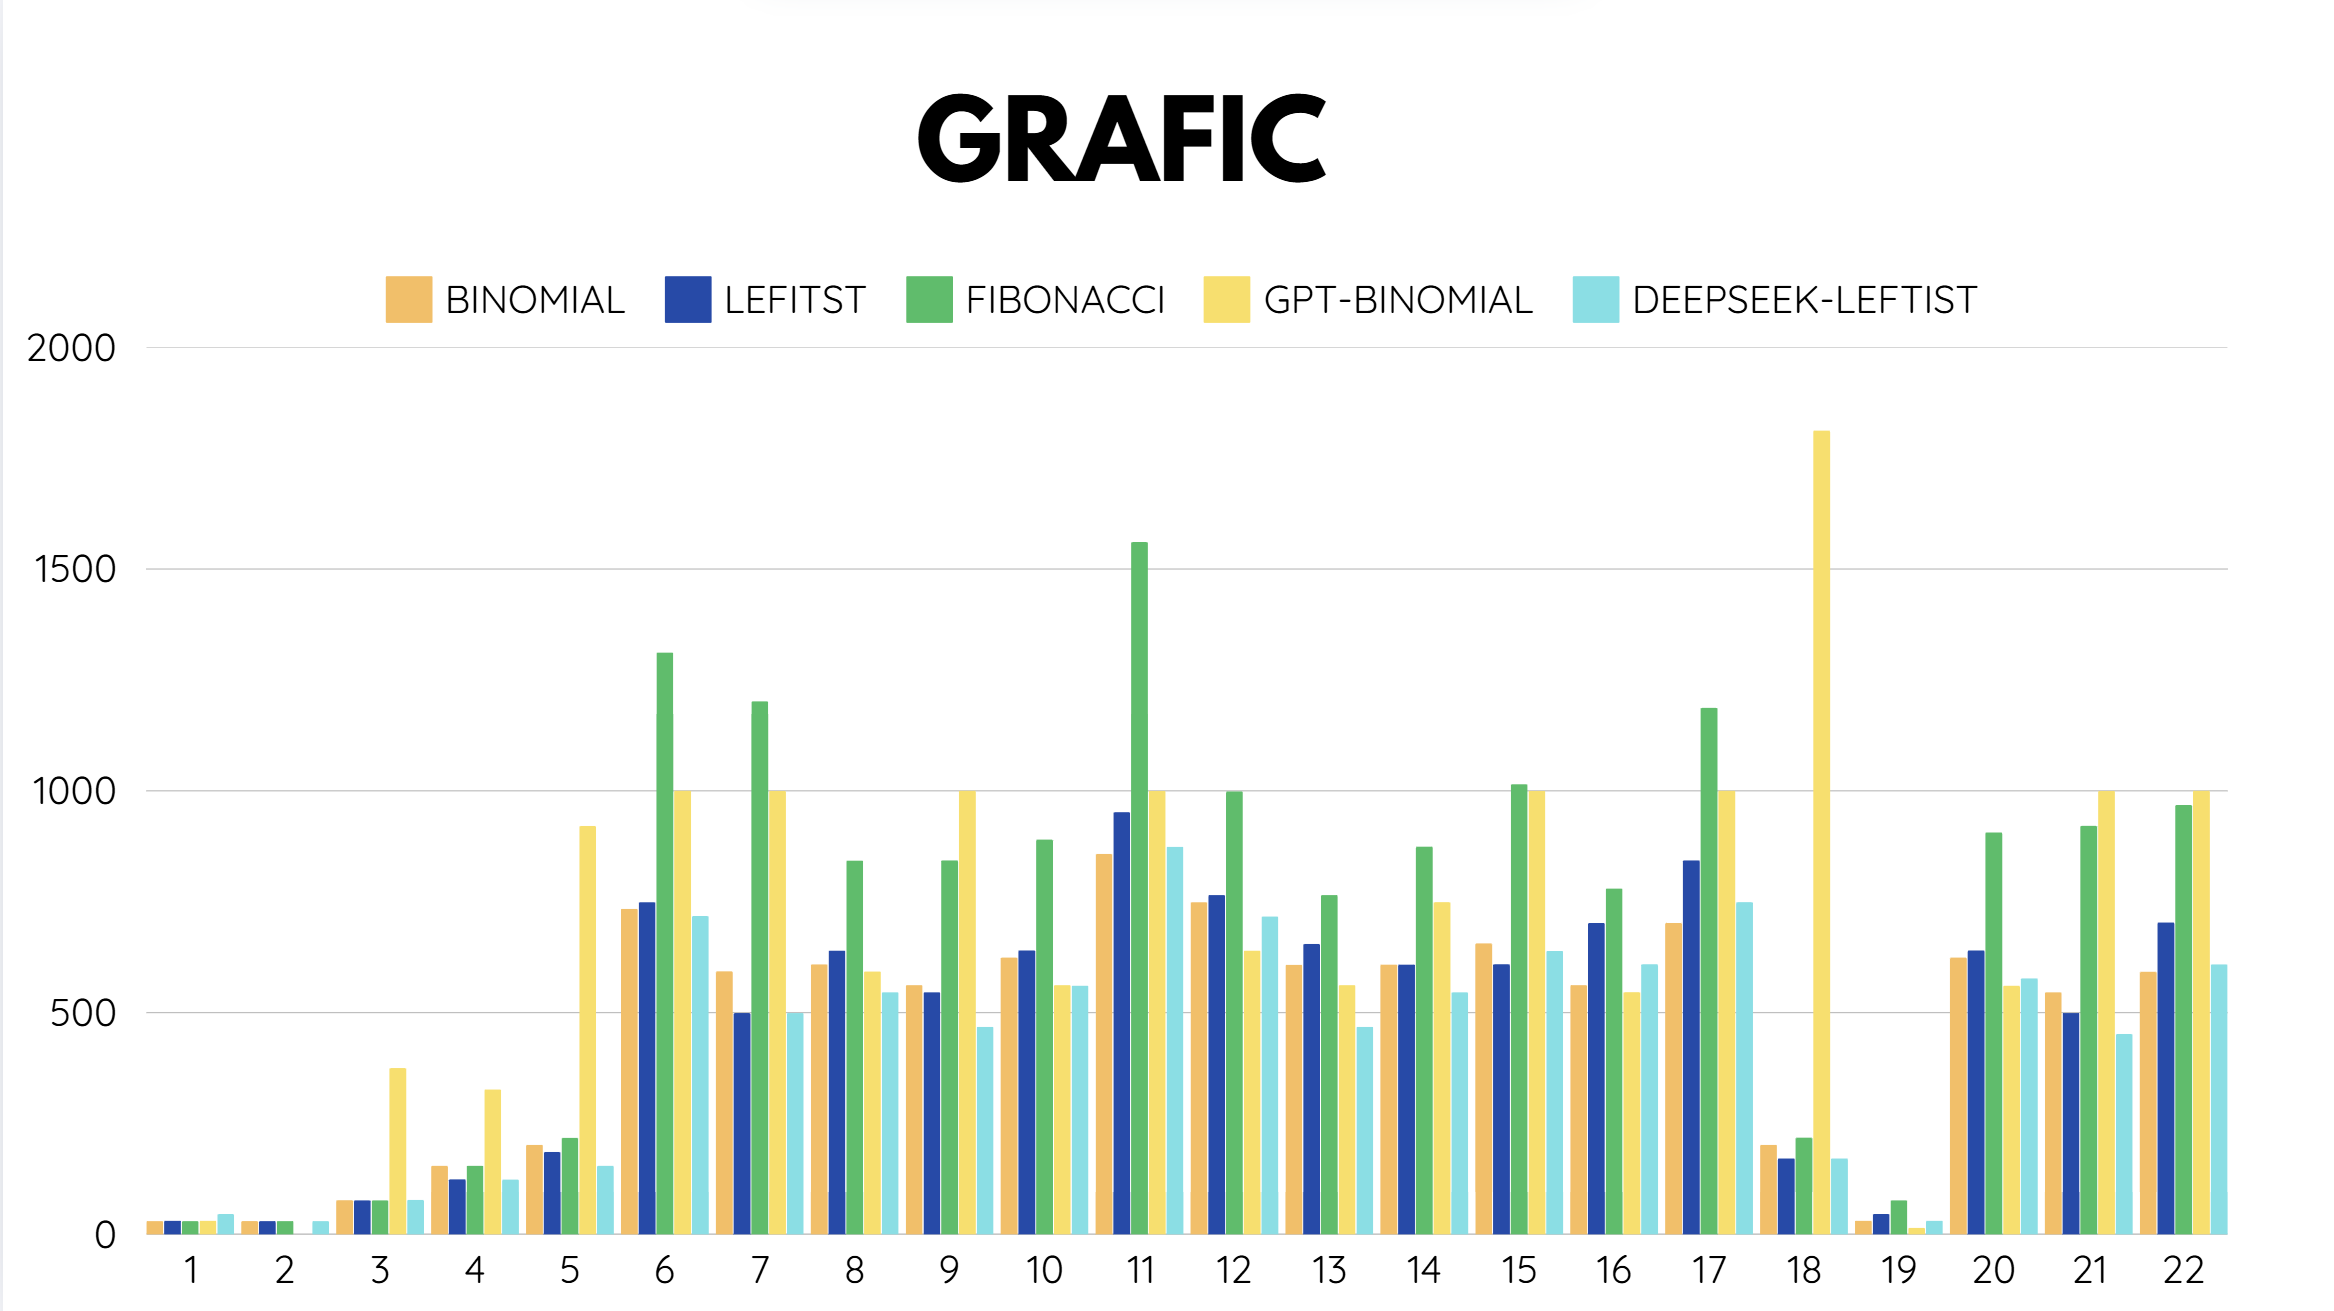 GRAFIC
BINOMIAL LEFITST FIBONACCI GPT-BINOMIAL DEEPSEEK-LEFTIST
2000
1500
1000
500
0
1 2 3 4 5 6 7 8 9 10 11 12 13 14 15 16 17 18 19 20 21 22